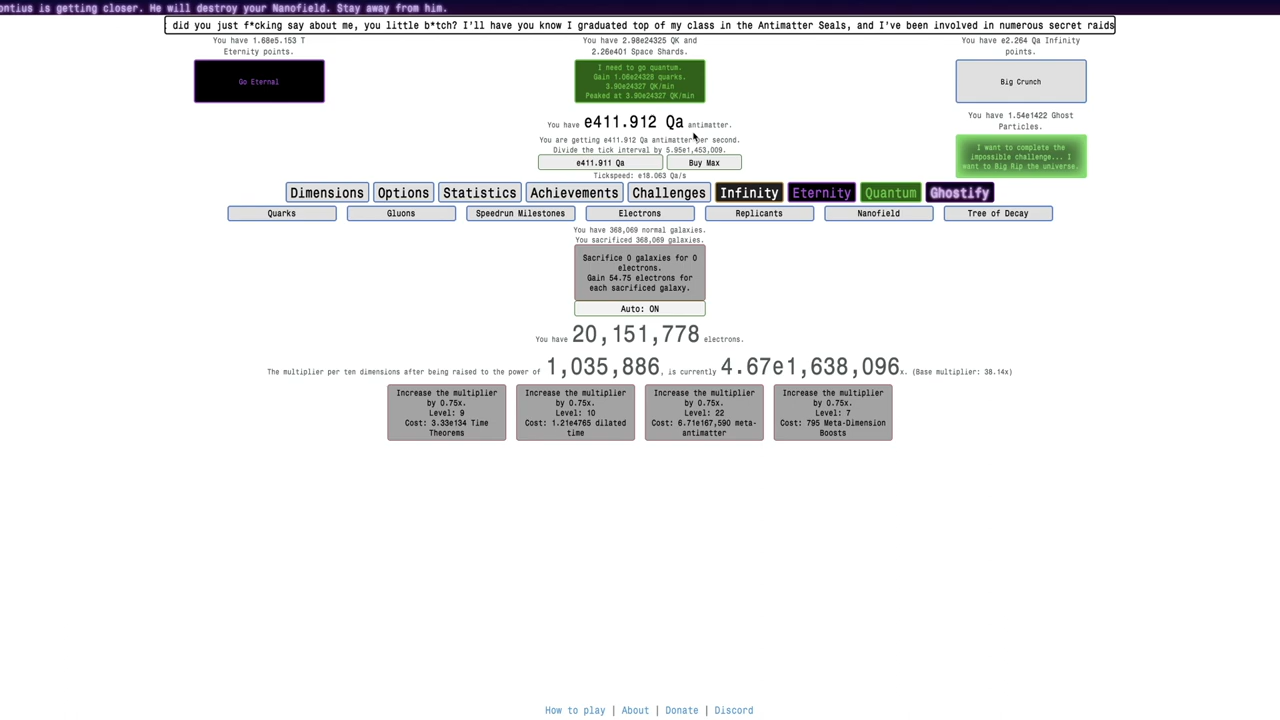 ontius is getting closer. He will destroy your Nanofield. Stay away from him.
did you just f*cking say about me, you little b*tch? I'll have you know I graduated top of my class in the Antimatter Seals, and I've been involved in numerous secret raids
You have 1.68e5.153 T
Eternity points.
Go Eternal
You have 2.98e24325 QK and
2.26e401 Space Shards.
I need to go quantum.
Gain 1.06e24328 quarks.
3.90e24327 QK/min
Peaked at 3.90e24327 QK/min
You have e2.264 Qa Infinity
points.
Big Crunch
You have e411.912 Qa antimatter.
You are getting e411.912 Qa antimatter per second.
Divide the tick interval by 5.95e1,453,009.
e411.911 Qa
Buy Max
Tickspeed: e18.063 Qa/s
You have 1.54e1422 Ghost
Particles.
I want to complete the
impossible challenge... I
want to Big Rip the universe.
Dimensions
Options
Statistics
Achievements
Challenges
Infinity
Eternity
Quantum
Ghostify
Quarks
Gluons
Speedrun Milestones
Electrons
Replicants
Nanofield
Tree of Decay
You have 368,069 normal galaxies.
You sacrificed 368,069 galaxies.
Sacrifice 0 galaxies for 0
electrons.
Gain 54.75 electrons for
each sacrificed galaxy.
Auto: ON
You have 20,151,778 electrons.
The multiplier per ten dimensions after being raised to the power of 1,035,886, is currently 4.67e1,638,096x. (Base multiplier: 38.14x)
Increase the multiplier
by 0.75x.
Level: 9
Cost: 3.33e134 Time
Theorems
Increase the multiplier
by 0.75x.
Level: 10
Cost: 1.21e4765 dilated
time
Increase the multiplier
by 0.75x.
Level: 22
Cost: 6.71e167,590 meta-
antimatter
Increase the multiplier
by 0.75x.
Level: 7
Cost: 795 Meta-Dimension
Boosts
How to play | About | Donate | Discord